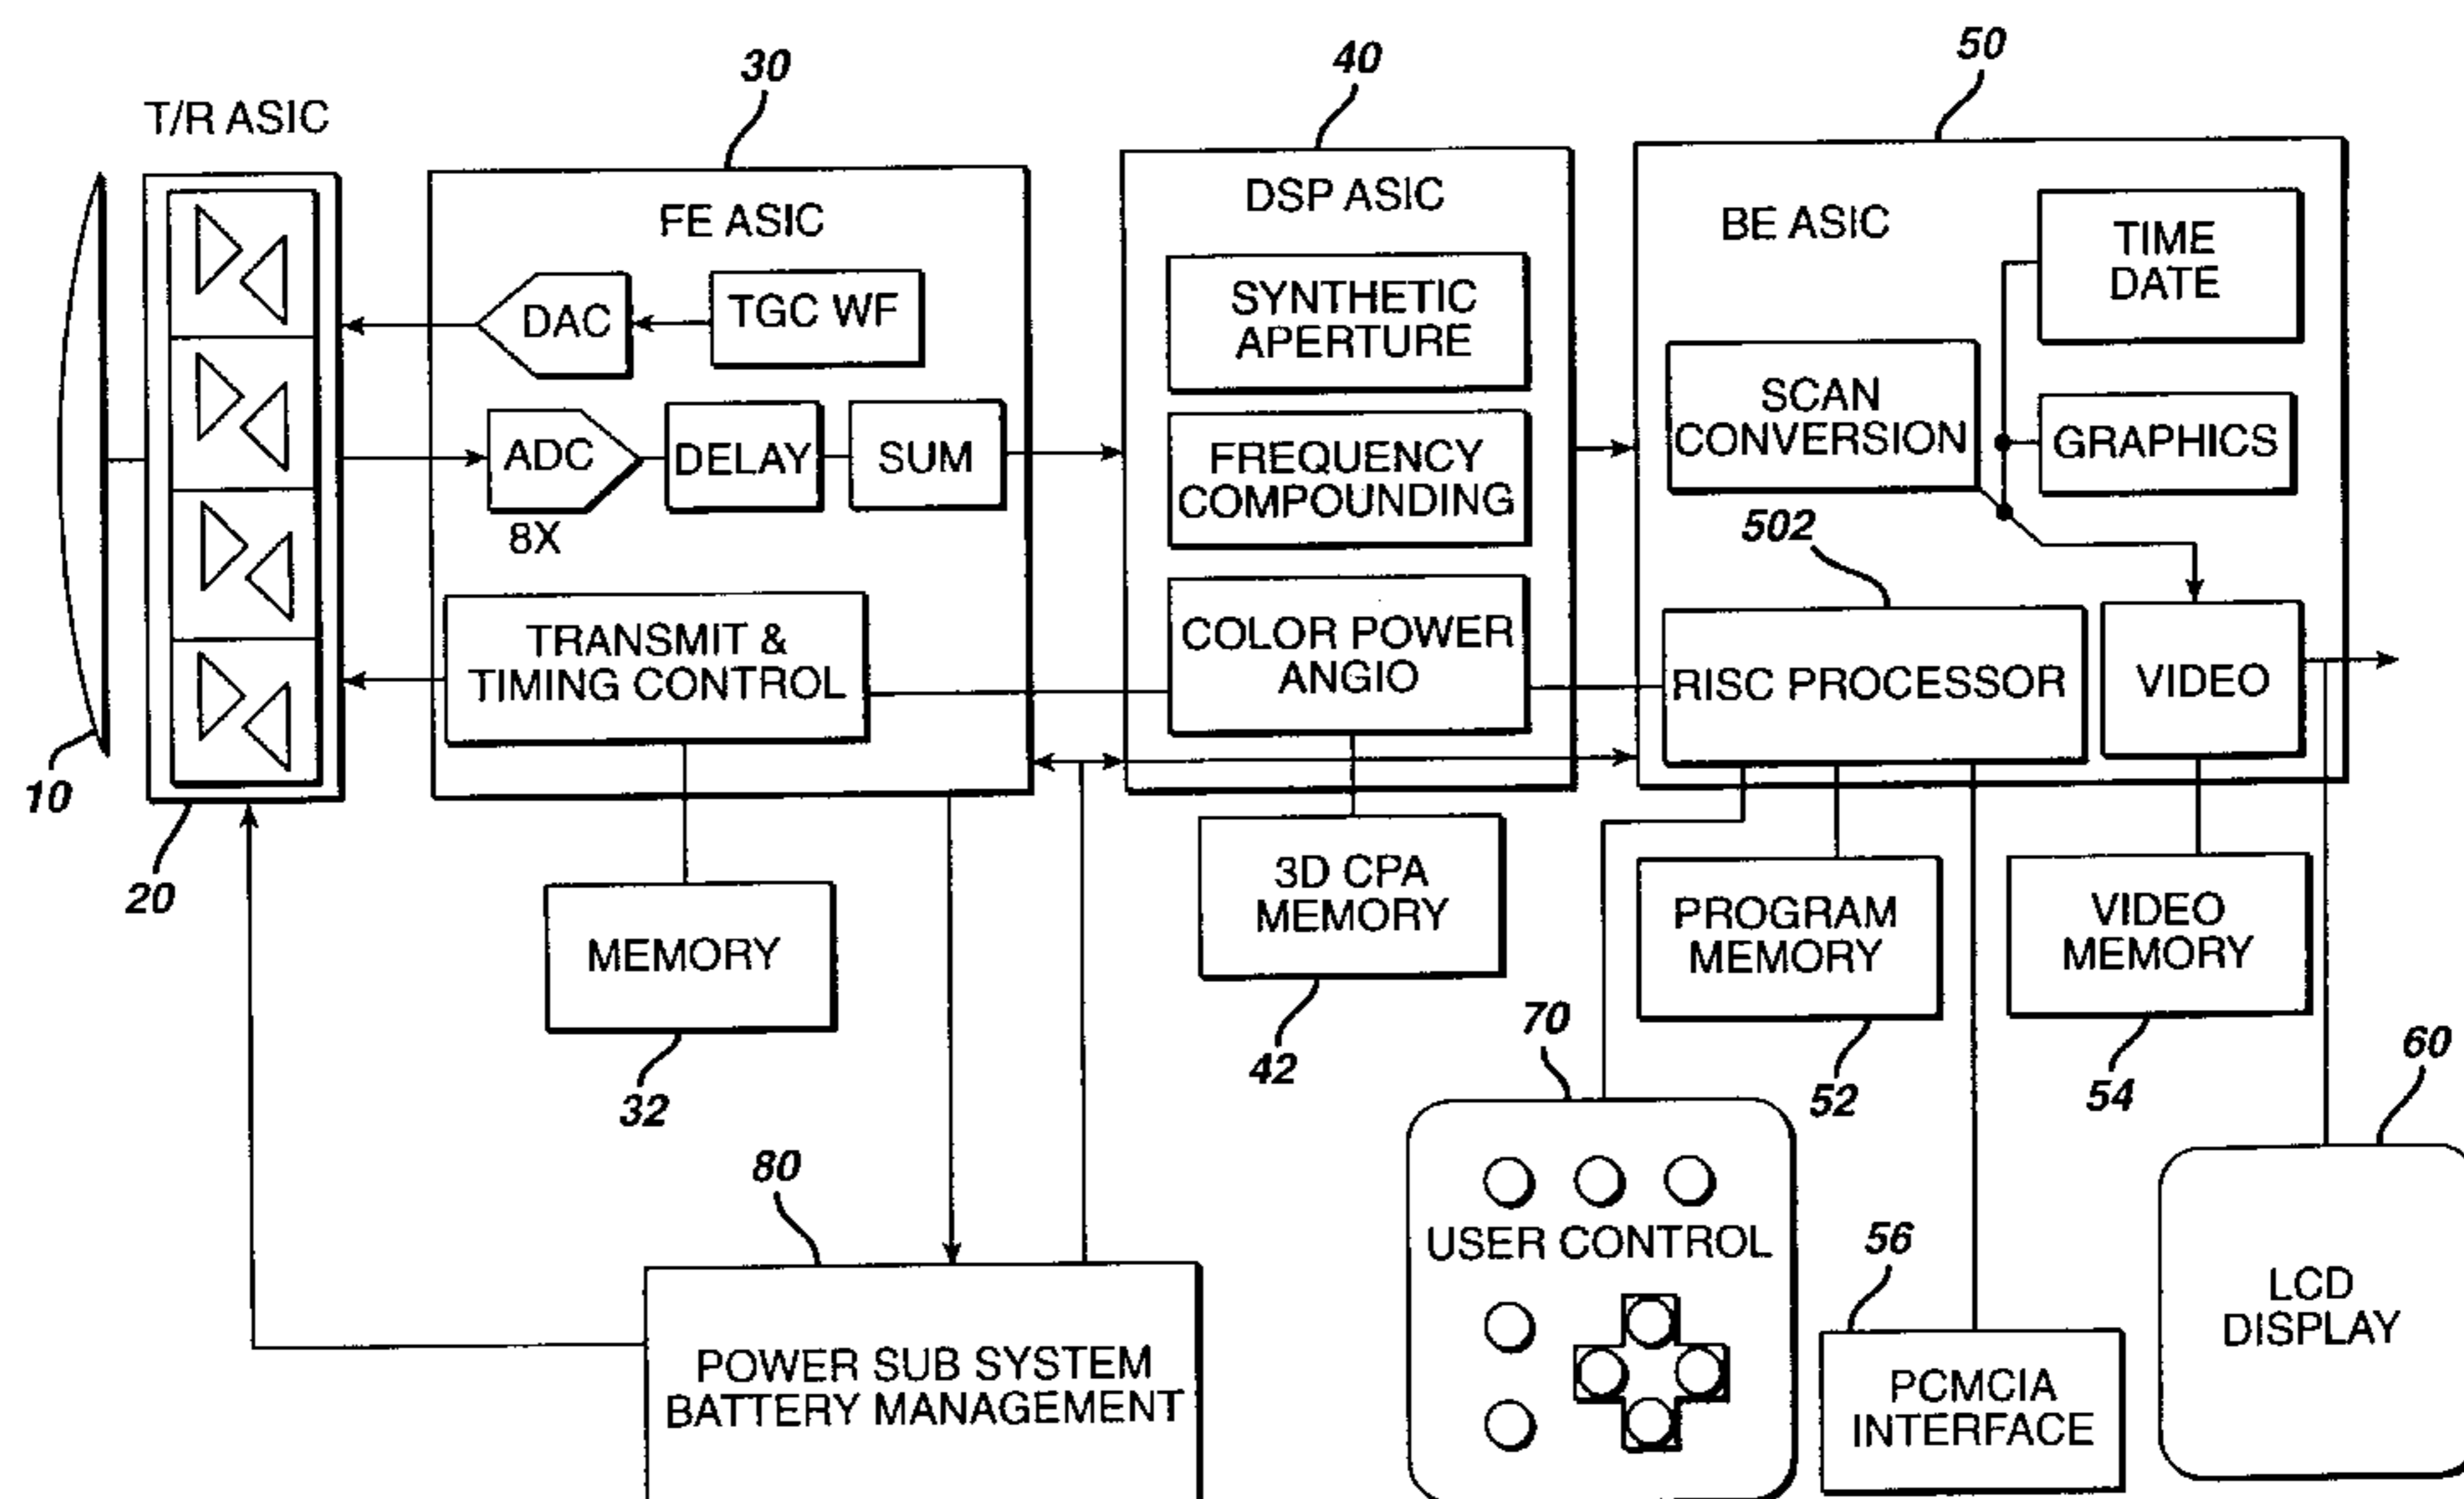 30
40
50
T/R ASIC
FE ASIC
DSP ASIC
BE ASIC
TIME
DATE
DAC
TGC WF
SYNTHETIC
APERTURE
SCAN
CONVERSION
GRAPHICS
ADC
DELAY
SUM
8X
FREQUENCY
COMPOUNDING
502
TRANSMIT &
TIMING CONTROL
COLOR POWER
ANGIO
RISC PROCESSOR
VIDEO
10
20
MEMORY
32
3D CPA
MEMORY
42
PROGRAM
MEMORY
52
VIDEO
MEMORY
54
60
70
80
USER CONTROL
56
LCD
DISPLAY
POWER SUB SYSTEM
BATTERY MANAGEMENT
PCMCIA
INTERFACE